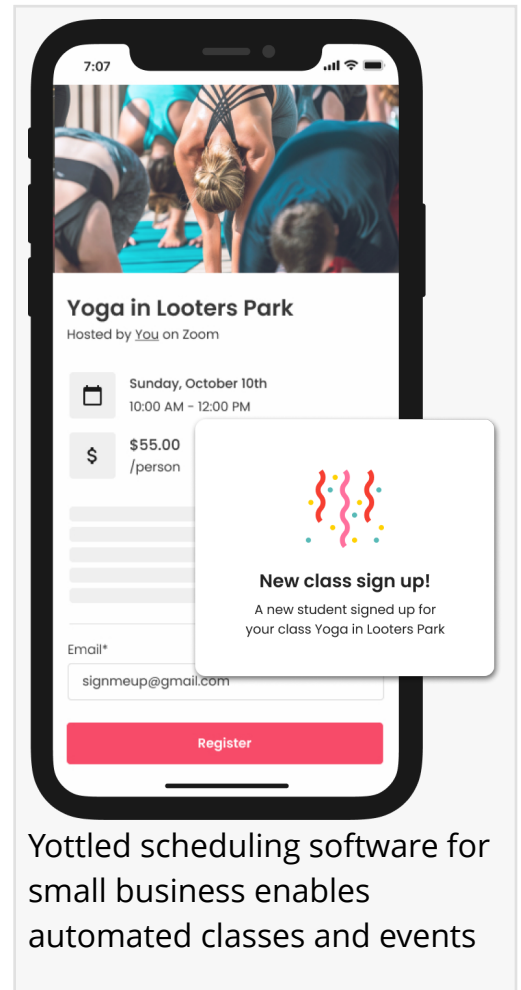 7:07
Yoga in Looters Park
Hosted by You on Zoom
Sunday, October 10th
10:00 AM - 12:00 PM
$
$55.00
/person
New class sign up!
A new student signed up for
your class Yoga in Looters Park
Email*
signmeup@gmail.com
Register
Yottled scheduling software for
small business enables
automated classes and events